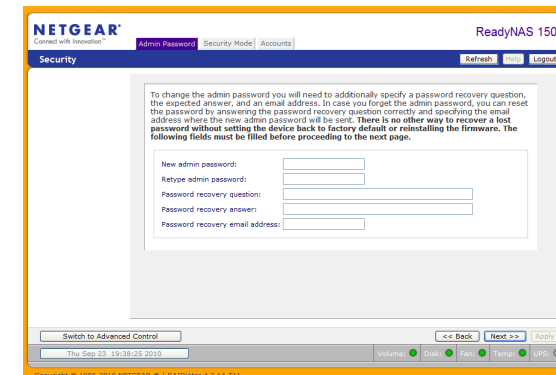 NETGEAR®
Connect with Innovation™
ReadyNAS 150
Admin Password Security Mode Accounts
Security
Refresh Help Logout
To change the admin password you will need to additionally specify a password recovery question,
the expected answer, and an email address. In case you forget the admin password, you can reset
the password by answering the password recovery question correctly and specifying the email
address where the new admin password will be sent. There is no other way to recover a lost
password without setting the device back to factory default or reinstalling the firmware. The
following fields must be filled before proceeding to the next page.
New admin password:
Retype admin password:
Password recovery question:
Password recovery answer:
Password recovery email address:
Switch to Advanced Control
<< Back Next >> Apply
Thu Sep 23 19:38:25 2010
Volume: Disk: Fan: Temp: UPS: